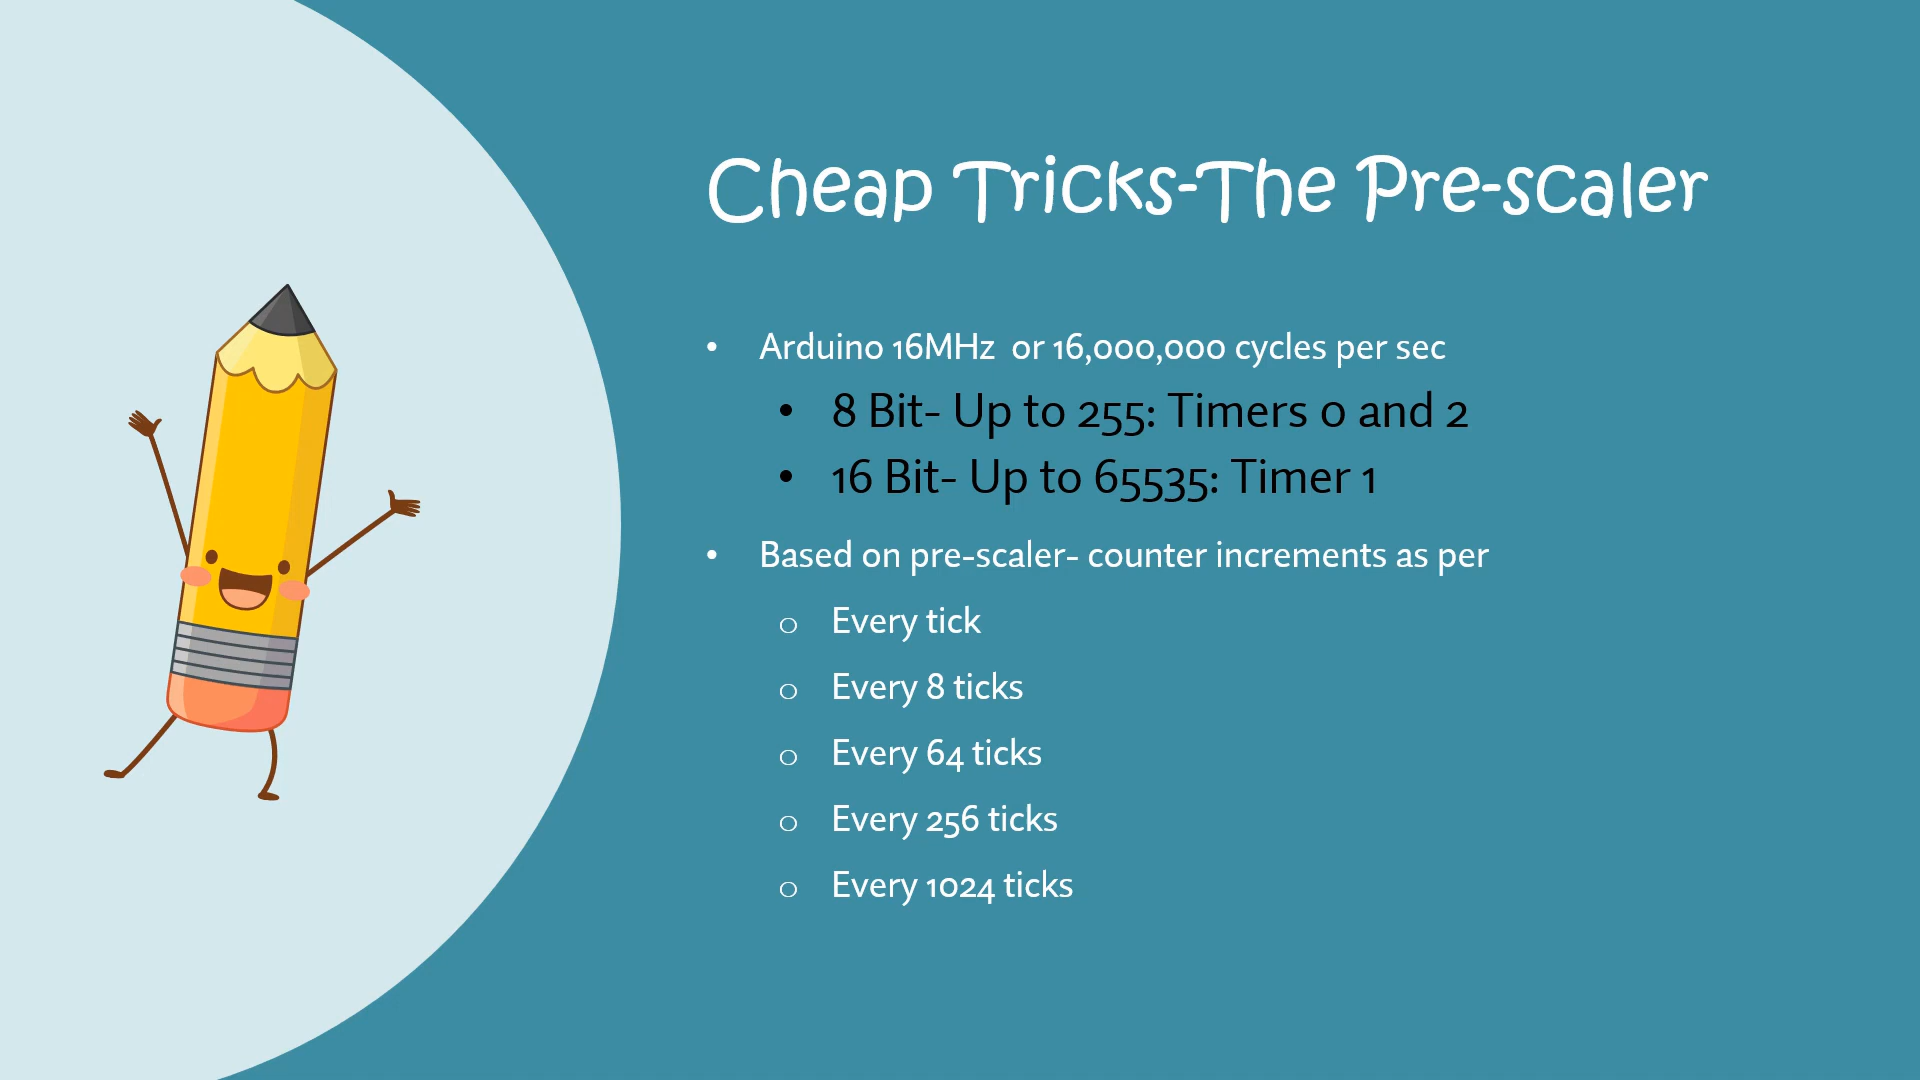 Cheap Tricks-The Pre-scaler
• Arduino 16MHz  or 16,000,000 cycles per sec
• 8 Bit- Up to 255: Timers 0 and 2
• 16 Bit- Up to 65535: Timer 1
• Based on pre-scaler- counter increments as per
o Every tick
o Every 8 ticks
o Every 64 ticks
o Every 256 ticks
o Every 1024 ticks